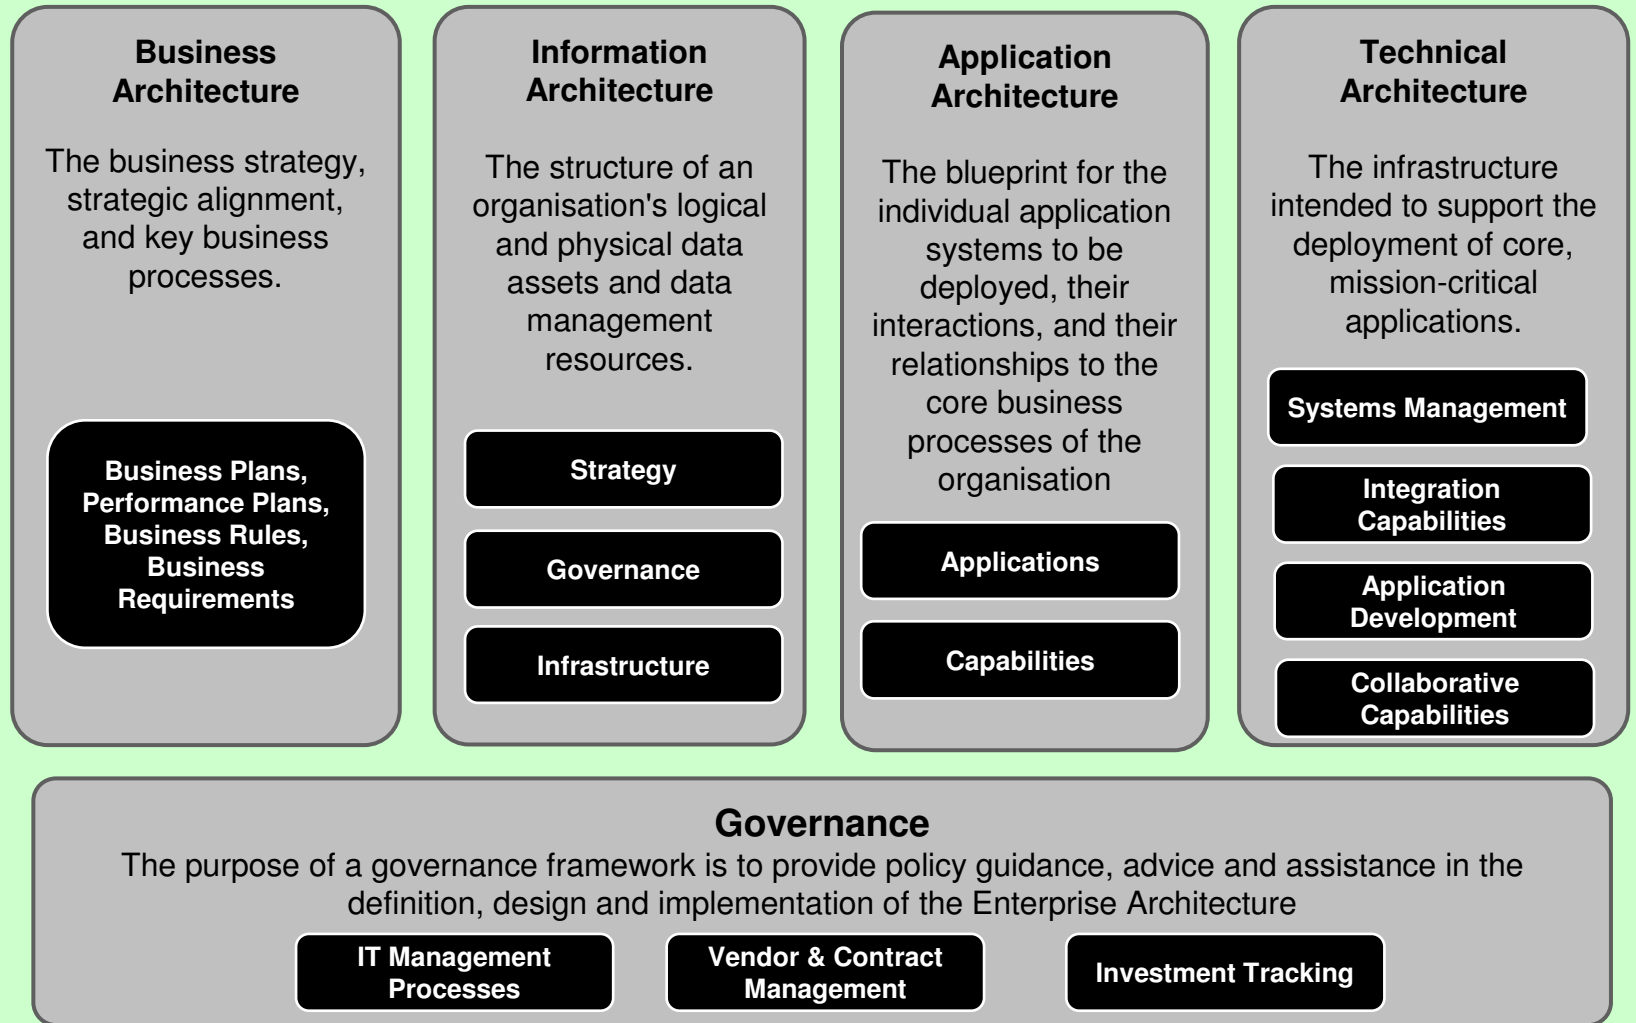 Business
Architecture
The business strategy,
strategic alignment,
and key business
processes.
Business Plans,
Performance Plans,
Business Rules,
Business
Requirements
Information
Architecture
The structure of an
organisation's logical
and physical data
assets and data
management
resources.
Strategy
Governance
Infrastructure
Application
Architecture
The blueprint for the
individual application
systems to be
deployed, their
interactions, and their
relationships to the
core business
processes of the
organisation
Applications
Capabilities
Technical
Architecture
The infrastructure
intended to support the
deployment of core,
mission-critical
applications.
Systems Management
Integration
Capabilities
Application
Development
Collaborative
Capabilities
Governance
The purpose of a governance framework is to provide policy guidance, advice and assistance in the
definition, design and implementation of the Enterprise Architecture
IT Management
Processes
Vendor & Contract
Management
Investment Tracking